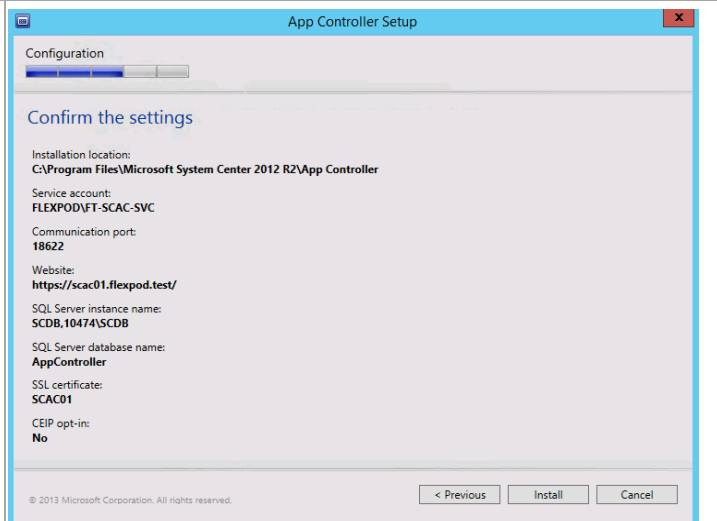 App Controller Setup
x
Configuration
Confirm the settings
Installation location:
C:\Program Files\Microsoft System Center 2012 R2\App Controller
Service account:
FLEXPOD\FT-SCAC-SVC
Communication port:
18622
Website:
https://scac01.flexpod.test/
SQL Server instance name:
SCDB,10474\SCDB
SQL Server database name:
AppController
SSL certificate:
SCAC01
CEIP opt-in:
No
© 2013 Microsoft Corporation. All rights reserved.
< Previous
Install
Cancel